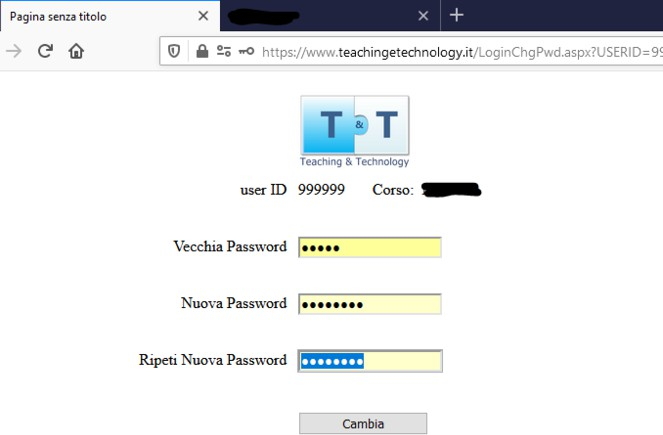 Pagina senza titolo
https://www.teachingetechnology.it/LoginChgPwd.aspx?USERID=99
T & T
Teaching & Technology
user ID 999999 Corso:
Vecchia Password
Nuova Password
Ripeti Nuova Password
Cambia